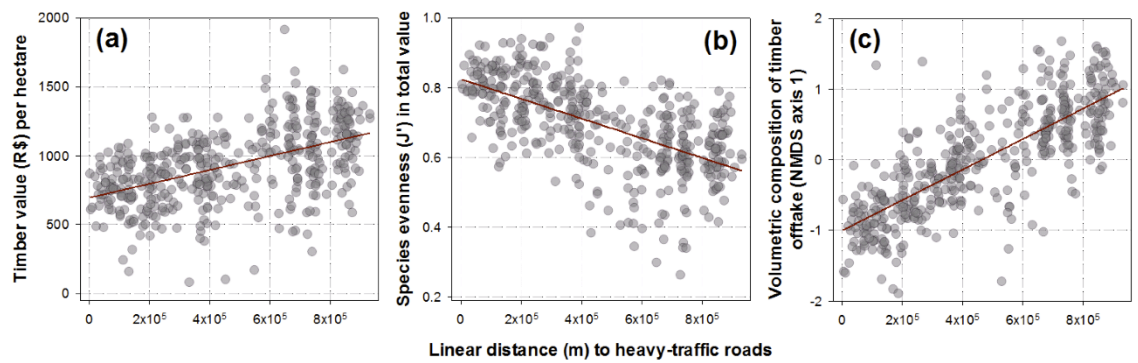 (a)
Timber value (R$) per hectare
2000
1500
1000
500
0
0
2x10⁵
4x10⁵
6x10⁵
8x10⁵
(b)
Species evenness (J') in total value
1.0
0.8
0.6
0.4
0.2
0
2x10⁵
4x10⁵
6x10⁵
8x10⁵
(c)
Volumetric composition of timber
offtake (NMDS axis 1)
2
1
0
-1
-2
0
2x10⁵
4x10⁵
6x10⁵
8x10⁵
Linear distance (m) to heavy-traffic roads